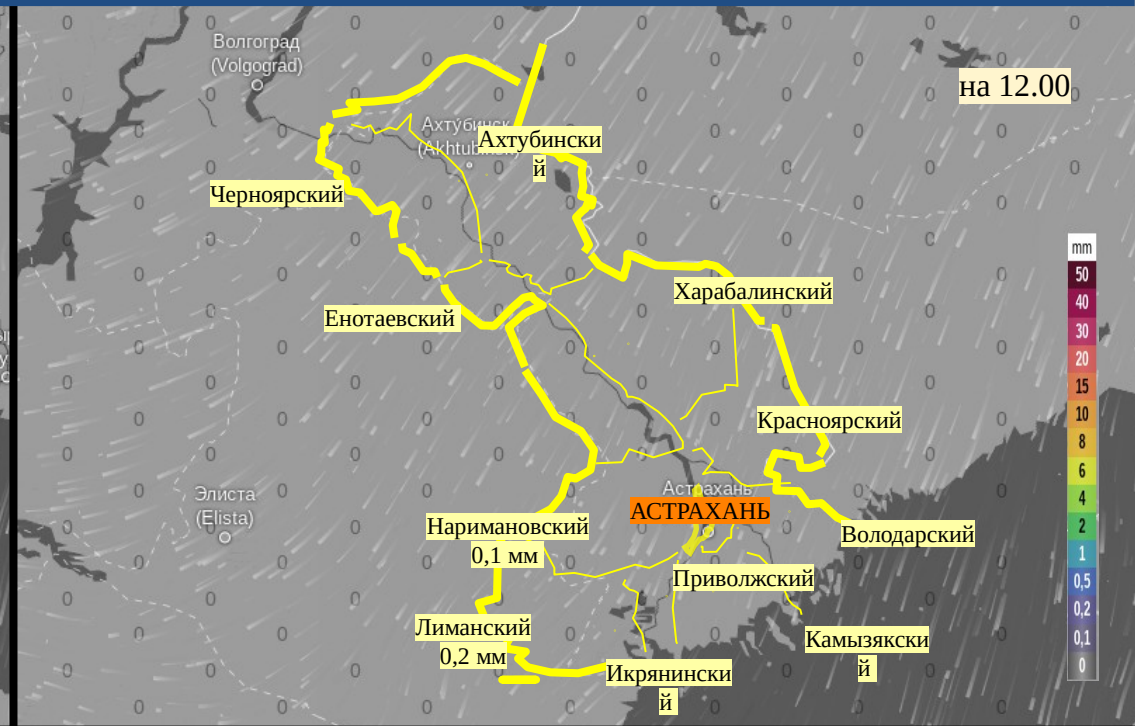 Волгоград
(Volgograd)
на 12.00
Ахтубинск
Ахтубински
й
Черноярский
mm
50
40
30
20
15
10
8
6
4
2
1
0,5
0,2
0,1
0
Харабалинский
Енотаевский
Красноярский
Элиста
(Elista)
Астрахань
АСТРАХАНЬ
Наримановский
0,1 мм
Володарский
Приволжский
Лиманский
0,2 мм
Камызякски
й
Икрянински
й